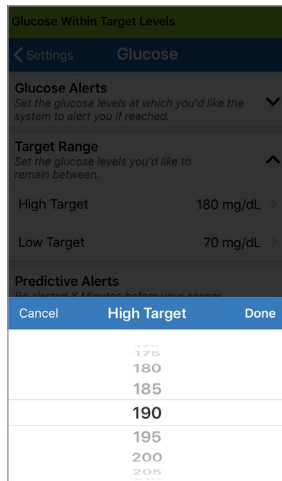 Glucose Within Target Levels
Settings
Glucose
Glucose Alerts
Set the glucose levels at which you'd like the
system to alert you if reached.
Target Range
Set the glucose levels you'd like to
remain between.
High Target 180 mg/dL
Low Target 70 mg/dL
Predictive Alerts
Cancel High Target Done
175
180
185
190
195
200
205